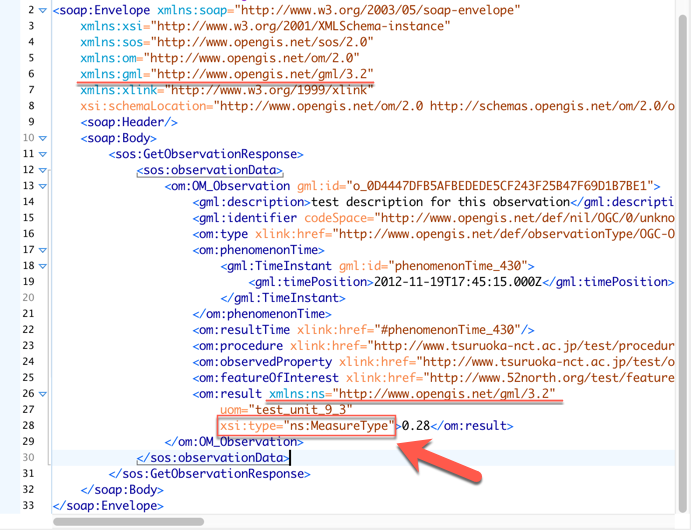 2 <soap:Envelope xmlns:soap="http://www.w3.org/2003/05/soap-envelope"
3 xmlns:xsi="http://www.w3.org/2001/XMLSchema-instance"
4 xmlns:sos="http://www.opengis.net/sos/2.0"
5 xmlns:om="http://www.opengis.net/om/2.0"
6 xmlns:gml="http://www.opengis.net/gml/3.2"
7 xmlns:xlink="http://www.w3.org/1999/xlink"
8 xsi:schemaLocation="http://www.opengis.net/om/2.0 http://schemas.opengis.net/om/2.0/o
9 <soap:Header/>
10 <soap:Body>
11 <sos:GetObservationResponse>
12 <sos:observationData>
13 <om:OM_Observation gml:id="o_0D4447DFB5AFBEDEDE5CF243F25B47F69D1B7BE1">
14 <gml:description>test description for this observation</gml:descripti
15 <gml:identifier codeSpace="http://www.opengis.net/def/nil/OGC/0/unkno
16 <om:type xlink:href="http://www.opengis.net/def/observationType/OGC-O
17 <om:phenomenonTime>
18 <gml:TimeInstant gml:id="phenomenonTime_430">
19 <gml:timePosition>2012-11-19T17:45:15.000Z</gml:timePosition>
20 </gml:TimeInstant>
21 </om:phenomenonTime>
22 <om:resultTime xlink:href="#phenomenonTime_430"/>
23 <om:procedure xlink:href="http://www.tsuruoka-nct.ac.jp/test/procedur
24 <om:observedProperty xlink:href="http://www.tsuruoka-nct.ac.jp/test/o
25 <om:featureOfInterest xlink:href="http://www.52north.org/test/feature
26 <om:result xmlns:ns="http://www.opengis.net/gml/3.2"
27 uom="test_unit_9_3"
28 xsi:type="ns:MeasureType">0.28</om:result>
29 </om:OM_Observation>
30 </sos:observationData>
31 </sos:GetObservationResponse>
32 </soap:Body>
33 </soap:Envelope>